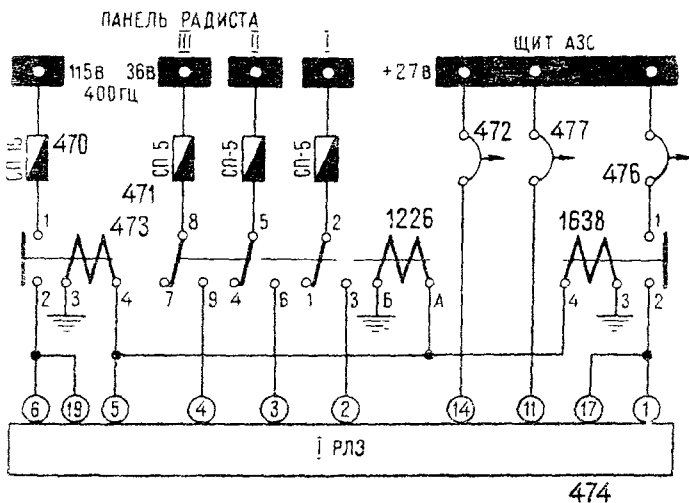 ПАНЕЛЬ РАДИСТА
III II I ЩИТ АЗС
115В 36В +27В
400ГЦ
СП 15 470 СП 5 СП-5 СП-5 472 477 476
471
473 1226 1638
1 8 5 2 1
2 3 4 7 9 4 6 1 3 Б А 4 3 2
6 19 5 4 3 2 14 11 17 1
I РЛЗ
474